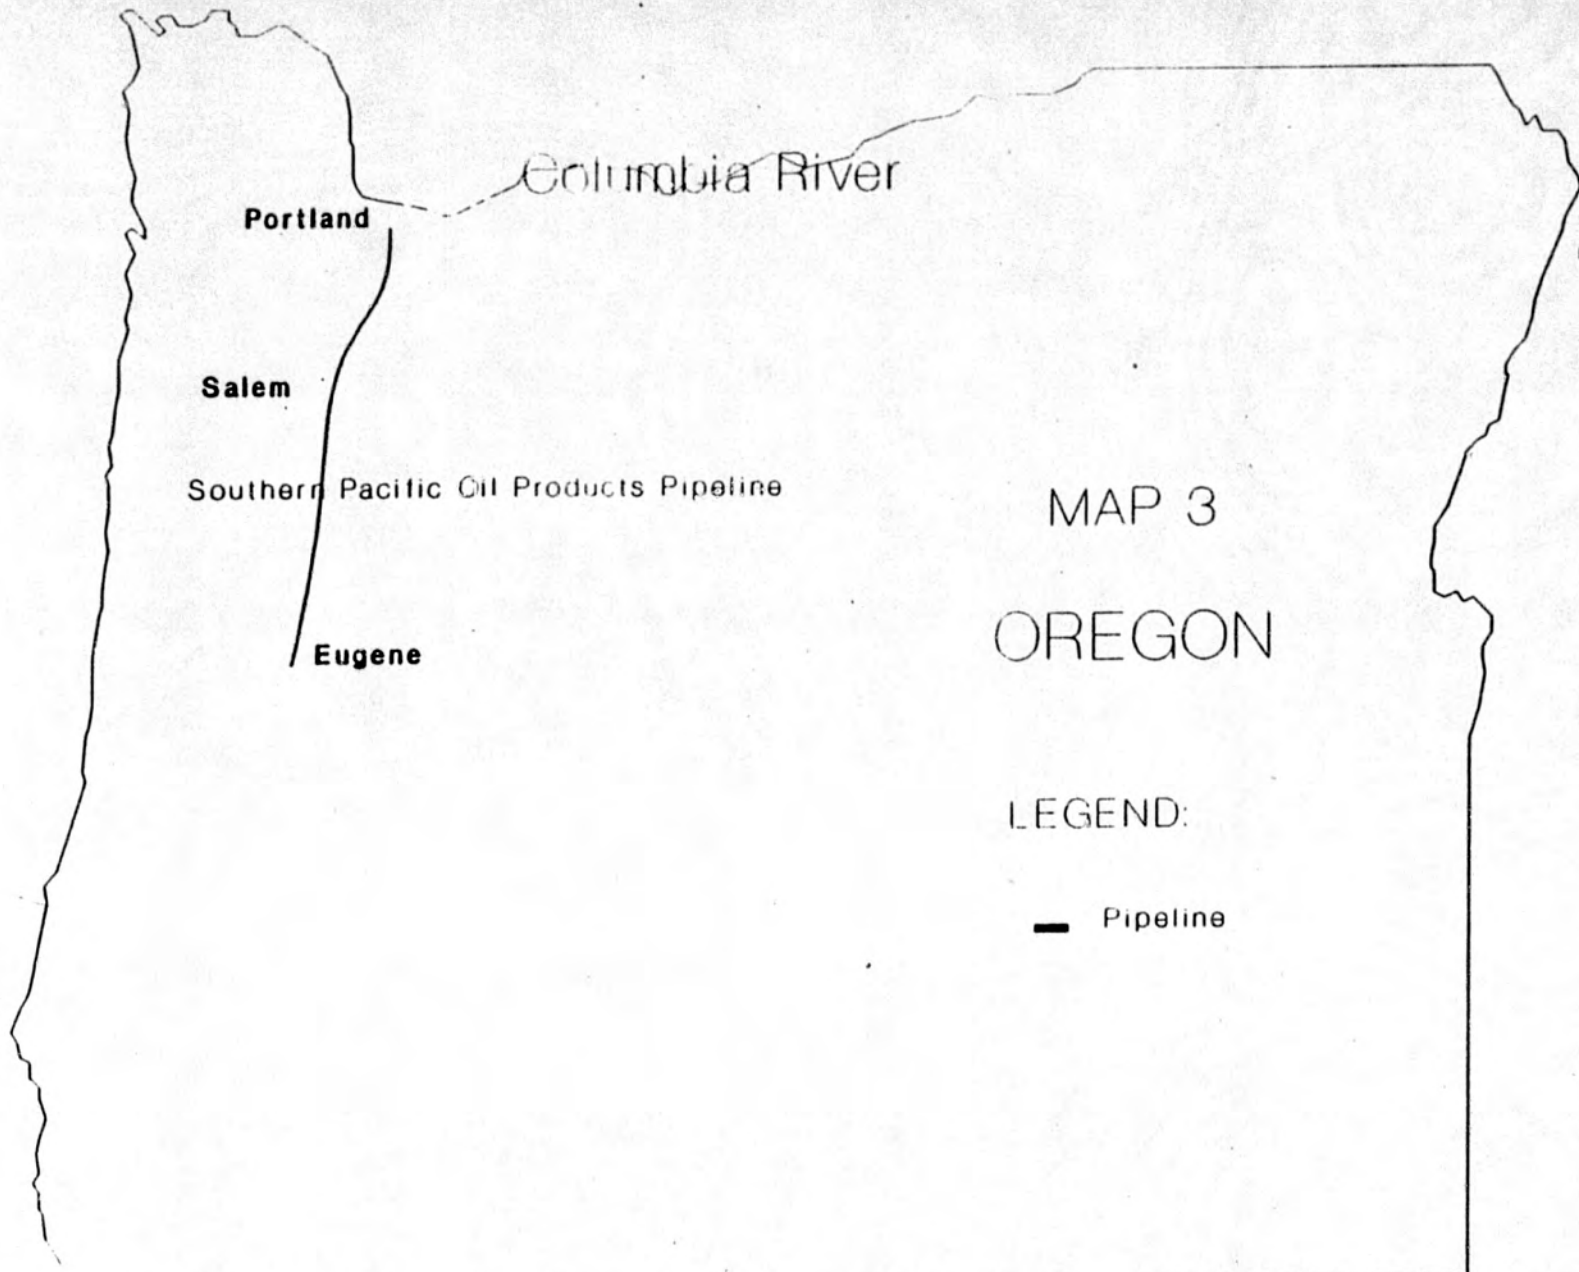 Columbia River
Portland
Salem
Southern Pacific Oil Products Pipeline
MAP 3
OREGON
Eugene
LEGEND:
Pipeline